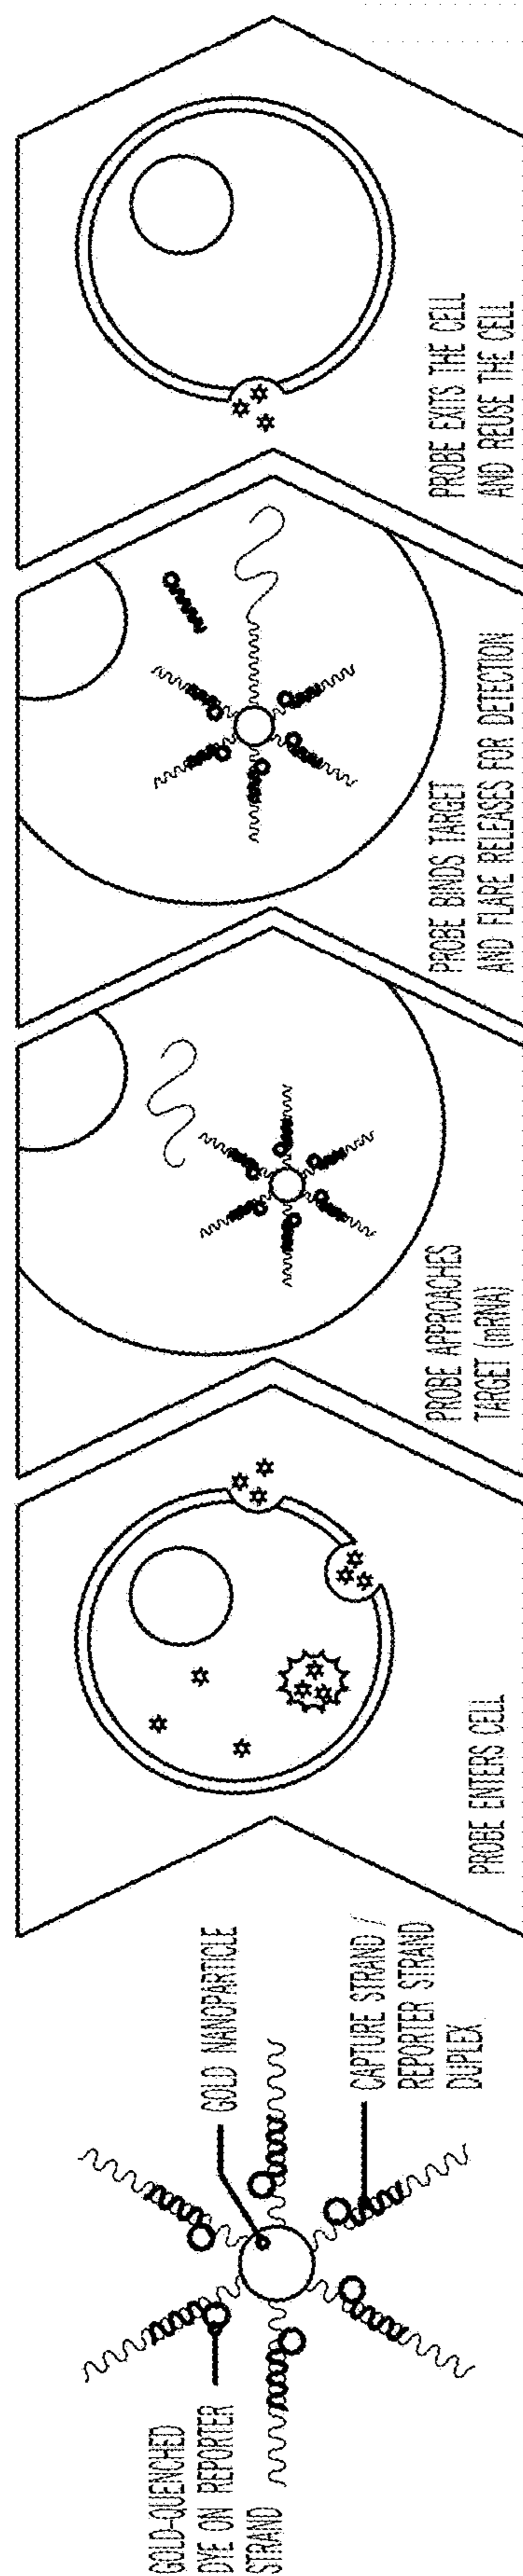 GOLD-QUENCHED
DYE ON REPORTER
STRAND
GOLD NANOPARTICLE
CAPTURE STRAND /
REPORTER STRAND
DUPLEX
PROBE ENTERS CELL
PROBE APPROACHES
TARGET (mRNA)
PROBE BINDS TARGET
AND FLARE RELEASES FOR DETECTION
PROBE EXITS THE CELL
AND REUSE THE CELL